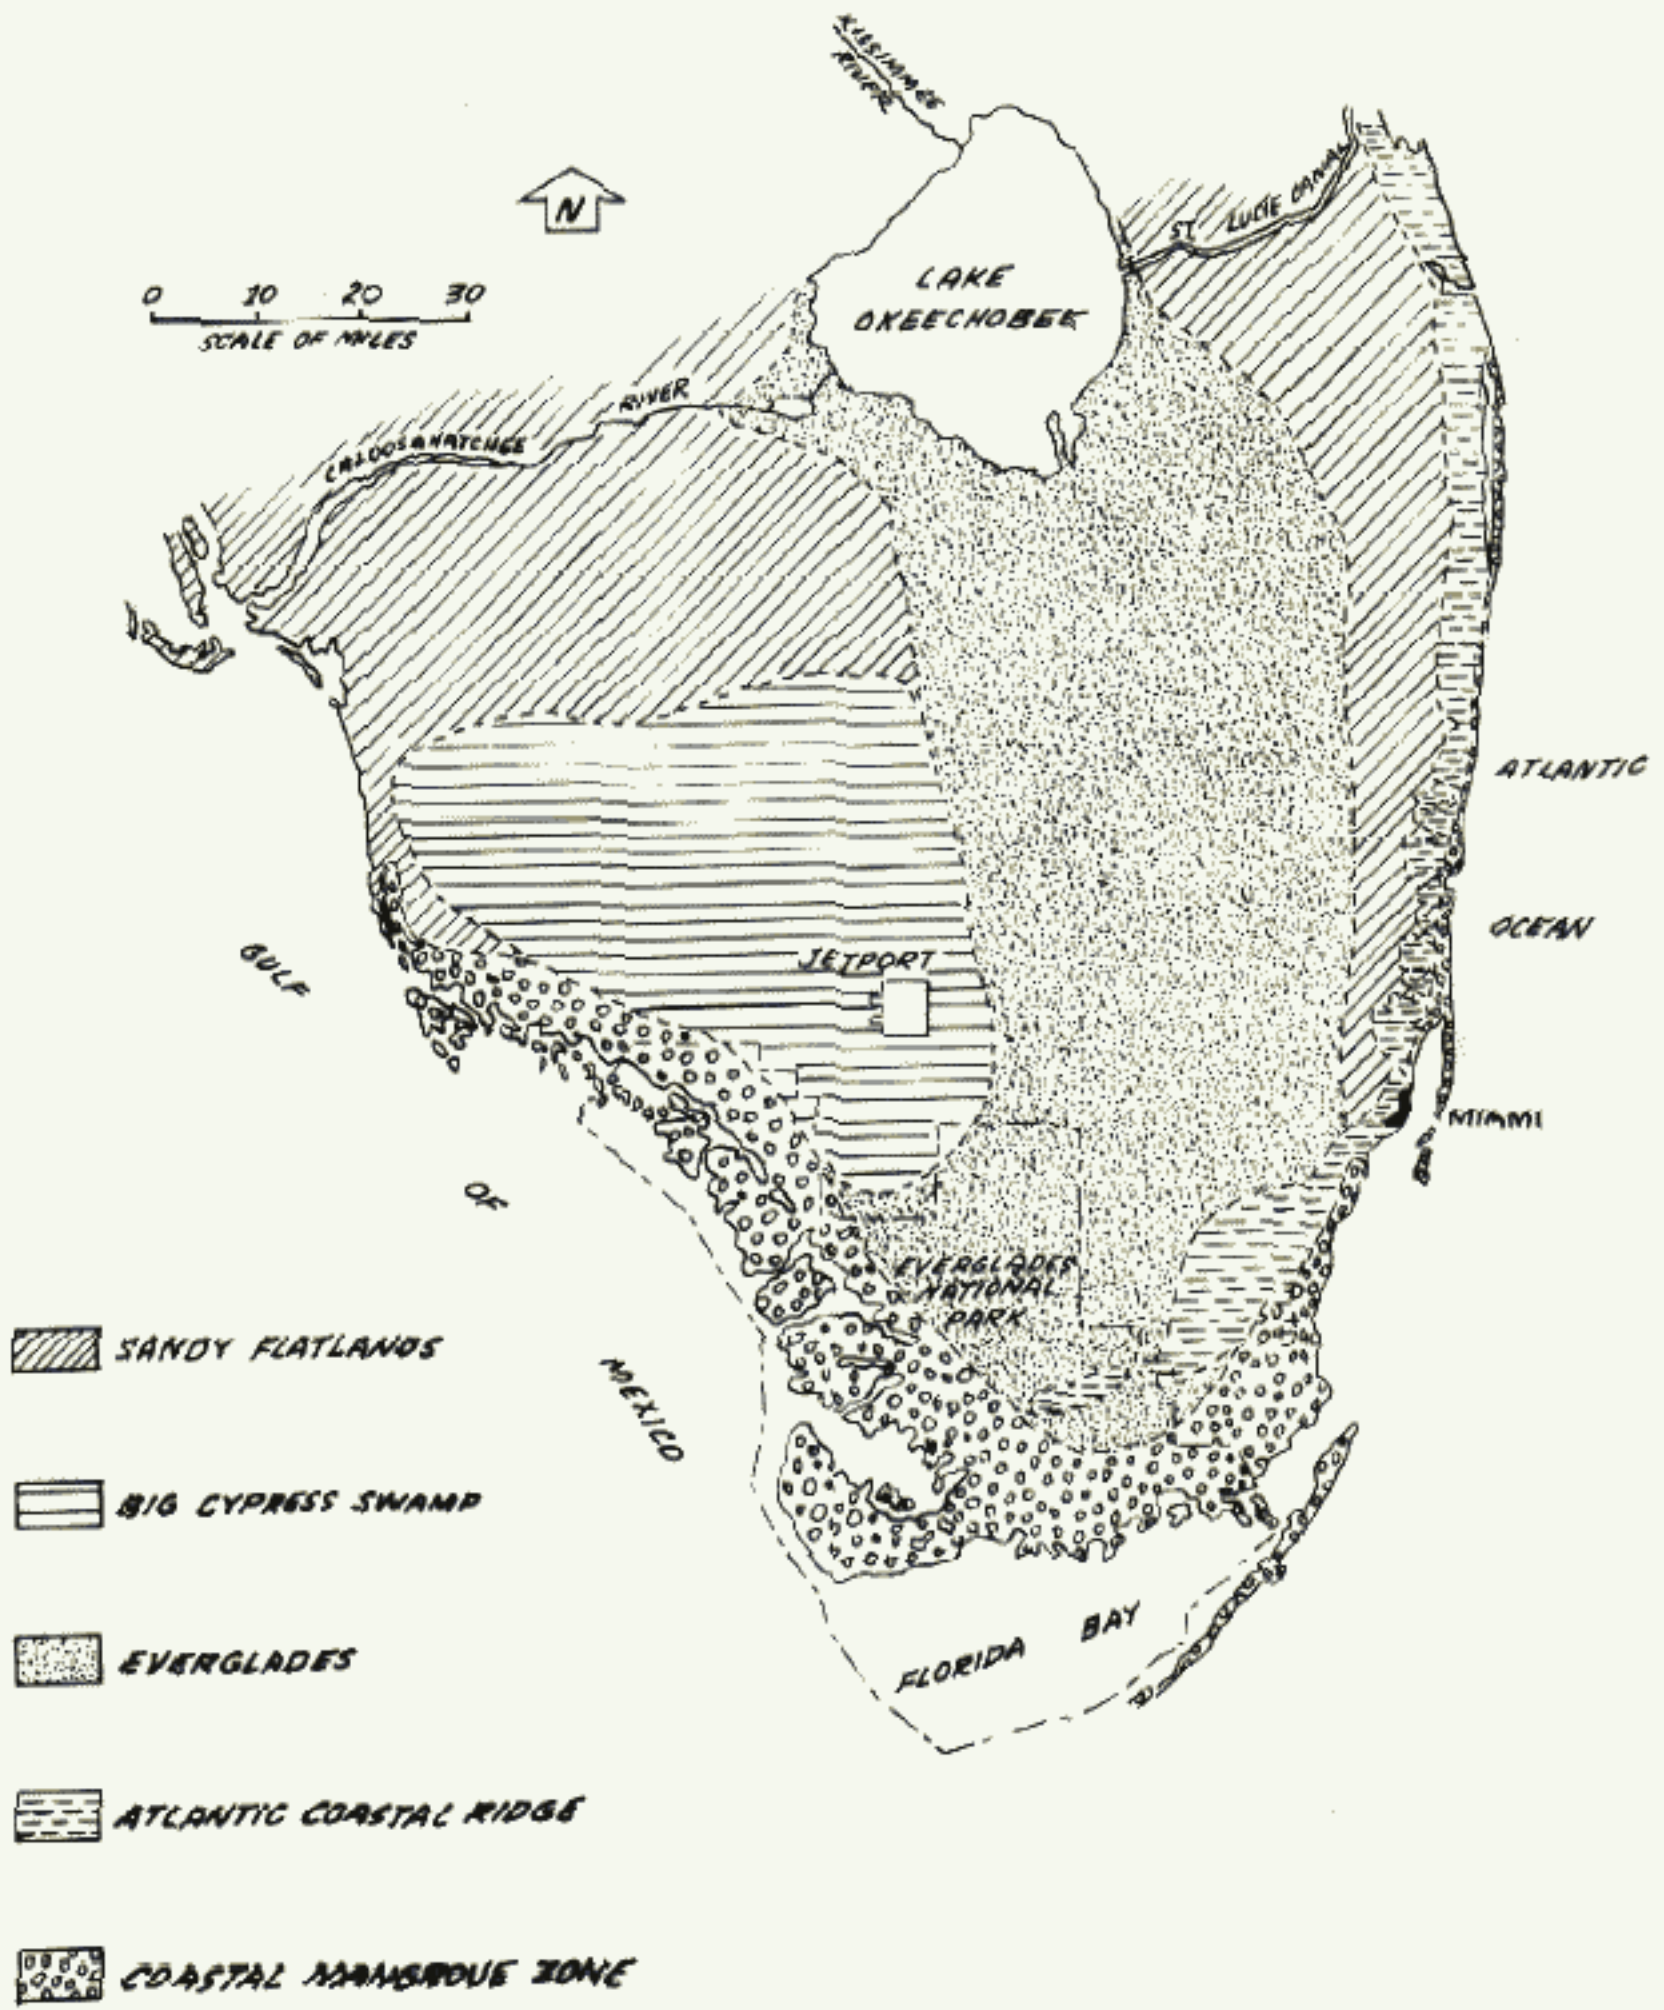 KISSIMMEE
RIVER
N
ST. LUCIE CANAL
LAKE
OKEECHOBEE
0 10 20 30
SCALE OF MILES
CALOOSAHATCHEE RIVER
ATLANTIC
OCEAN
JETPORT
GULF
OF
MEXICO
MIAMI
EVERGLADES
NATIONAL
PARK
FLORIDA BAY
SANDY FLATLANDS
BIG CYPRESS SWAMP
EVERGLADES
ATLANTIC COASTAL RIDGE
COASTAL MANGROVE ZONE